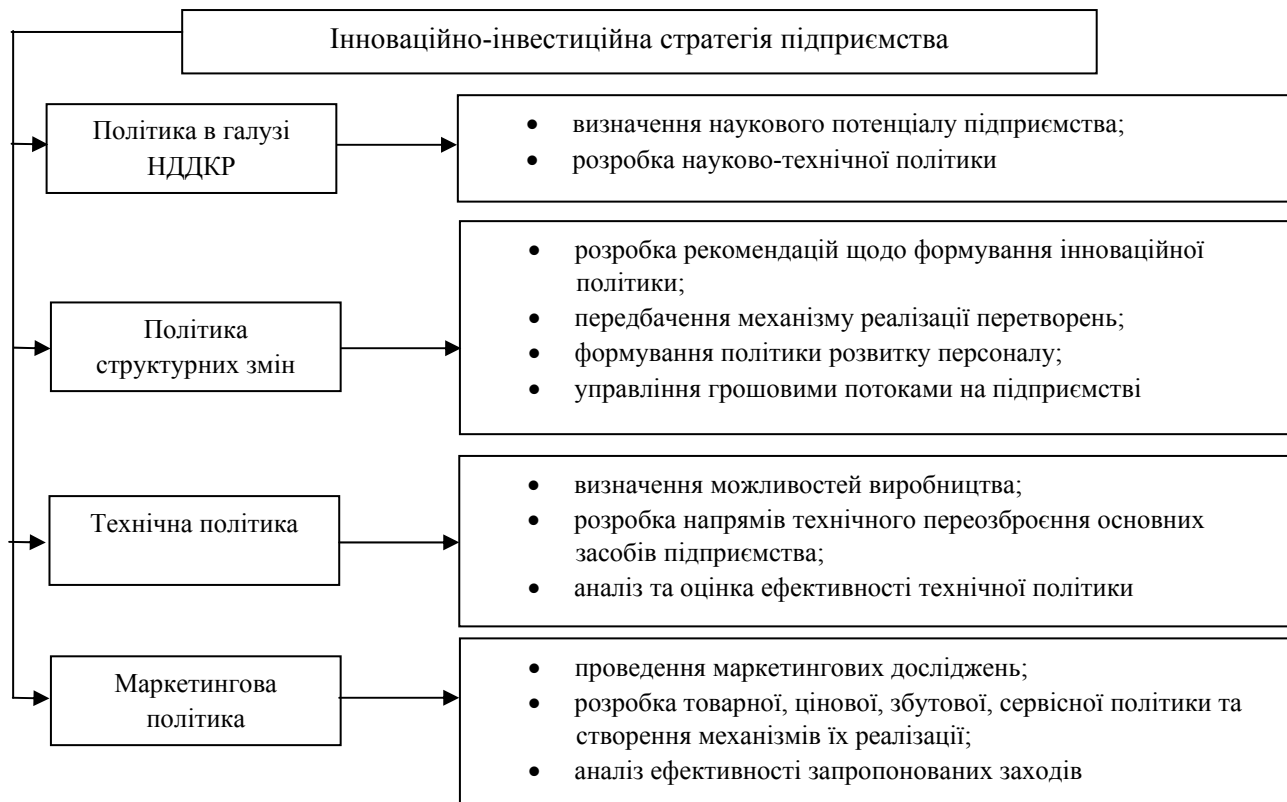 Інноваційно-інвестиційна стратегія підприємства
Політика в галузі
НДДКР
• визначення наукового потенціалу підприємства;
• розробка науково-технічної політики
Політика
структурних змін
• розробка рекомендацій щодо формування інноваційної
політики;
• передбачення механізму реалізації перетворень;
• формування політики розвитку персоналу;
• управління грошовими потоками на підприємстві
Технічна політика
• визначення можливостей виробництва;
• розробка напрямів технічного переозброєння основних
засобів підприємства;
• аналіз та оцінка ефективності технічної політики
Маркетингова
політика
• проведення маркетингових досліджень;
• розробка товарної, цінової, збутової, сервісної політики та
створення механізмів їх реалізації;
• аналіз ефективності запропонованих заходів